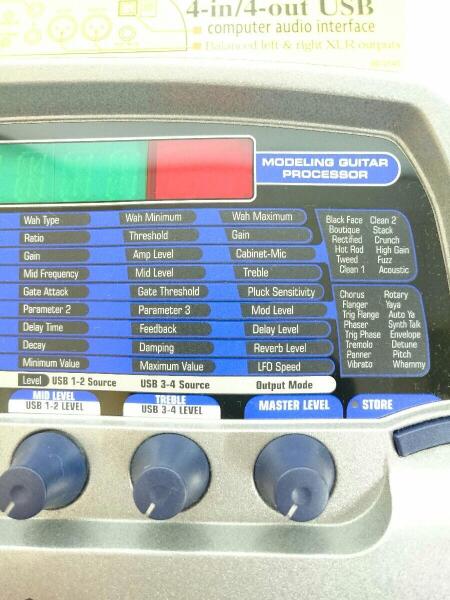 4-in/4-out USB
computer audio interface
Balanced left & right XLR outputs
MODELING GUITAR
PROCESSOR
Wah Type Wah Minimum Wah Maximum
Ratio Threshold Gain
Gain Amp Level Cabinet-Mic
Mid Frequency Mid Level Treble
Gate Attack Gate Threshold Pluck Sensitivity
Parameter 2 Parameter 3 Mod Level
Delay Time Feedback Delay Level
Decay Damping Reverb Level
Minimum Value Maximum Value LFO Speed
Level USB 1-2 Source USB 3-4 Source Output Mode
Black Face Clean 2
Boutique Stack
Rectified Crunch
Hot Rod High Gain
Tweed Fuzz
Clean 1 Acoustic
Chorus Rotary
Flanger Yaya
Trig Range Auto Ya
Phaser Synth Talk
Trig Phase Envelope
Tremolo Detune
Panner Pitch
Vibrato Whammy
MID LEVEL TREBLE MASTER LEVEL STORE
USB 1-2 LEVEL USB 3-4 LEVEL